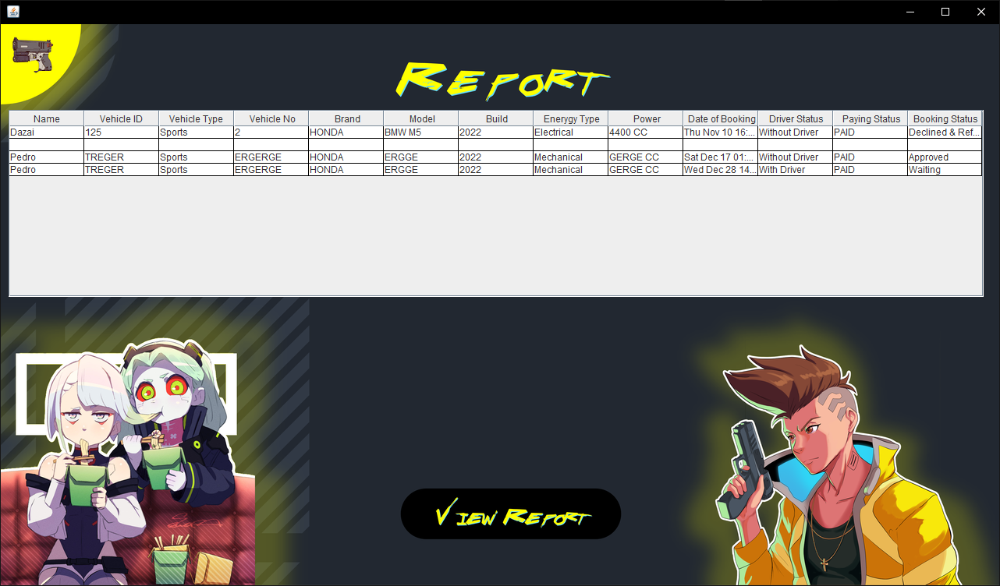 Report
Name Vehicle ID Vehicle Type Vehicle No Brand Model Build Enerygy Type Power Date of Booking Driver Status Paying Status Booking Status
Dazai 125 Sports 2 HONDA BMW M5 2022 Electrical 4400 CC Thu Nov 10 16:... Without Driver PAID Declined & Ref...
Pedro TREGER Sports ERGERGE HONDA ERGGE 2022 Mechanical GERGE CC Sat Dec 17 01:... Without Driver PAID Approved
Pedro TREGER Sports ERGERGE HONDA ERGGE 2022 Mechanical GERGE CC Wed Dec 28 14... With Driver PAID Waiting
View Report